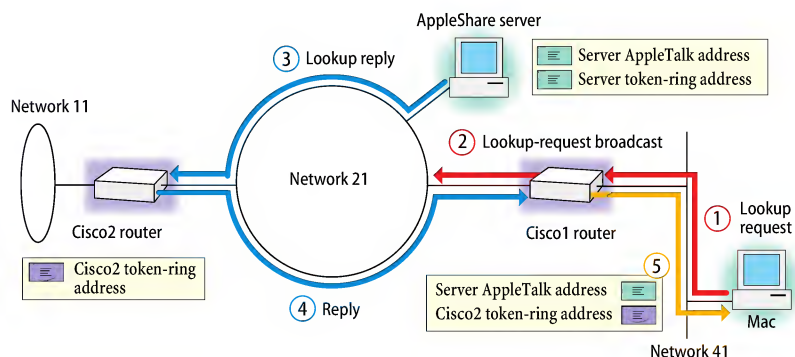 AppleShare server
3 Lookup reply
Server AppleTalk address
Server token-ring address
Network 11
2 Lookup-request broadcast
Network 21
Cisco2 router
Cisco1 router
1 Lookup
request
Cisco2 token-ring
address
5
Server AppleTalk address
Cisco2 token-ring address
4 Reply
Mac
Network 41